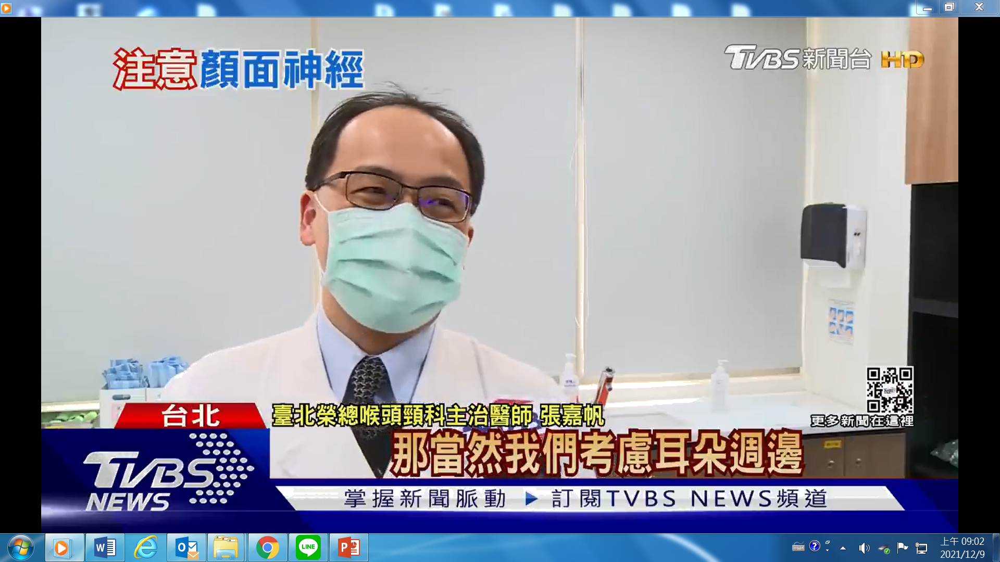 注意顏面神經
TVBS新聞台 HD
更多新聞在這裡
台北
臺北榮總喉頭頸科主治醫師 張嘉帆
那當然我們考慮耳朵週邊
TVBS
NEWS
掌握新聞脈動 ▶ 訂閱TVBS NEWS頻道
W
O
LINE
P
上午 09:02
2021/12/9